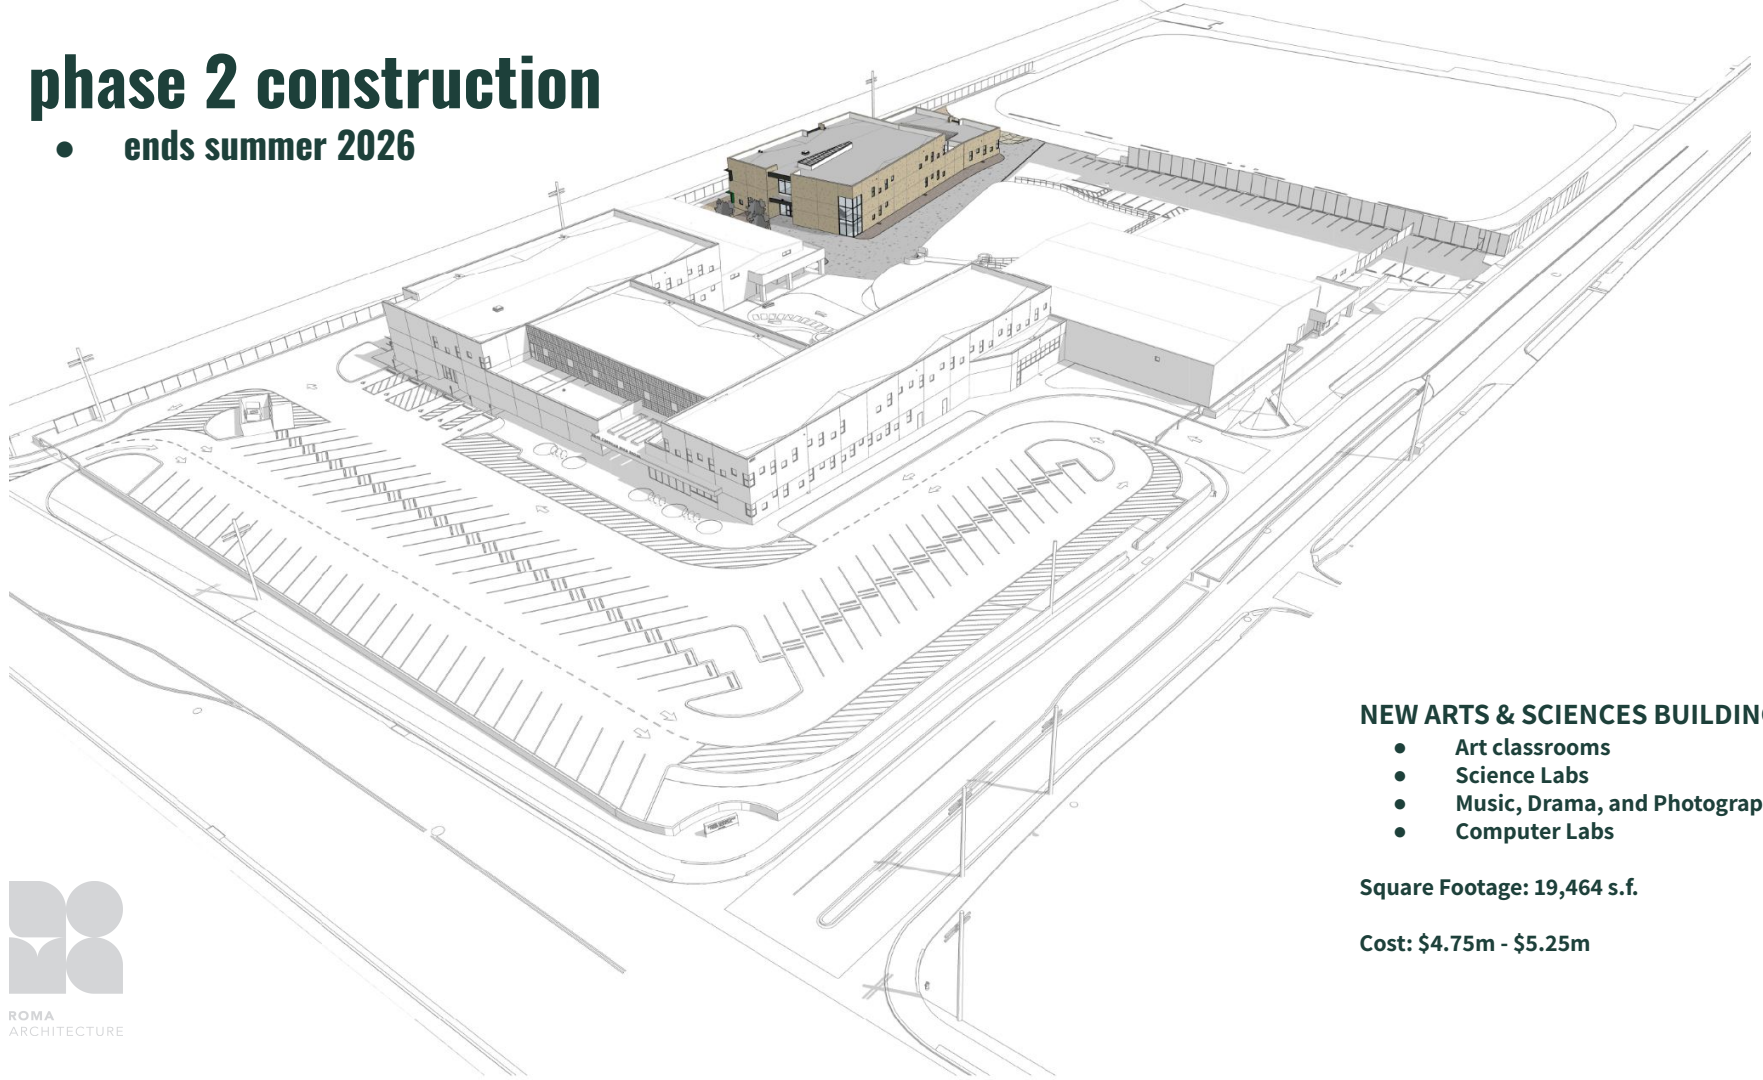 phase 2 construction
● ends summer 2026
NEW ARTS & SCIENCES BUILDIN
● Art classrooms
● Science Labs
● Music, Drama, and Photograp
● Computer Labs
Square Footage: 19,464 s.f.
Cost: $4.75m - $5.25m
ROMA
ARCHITECTURE